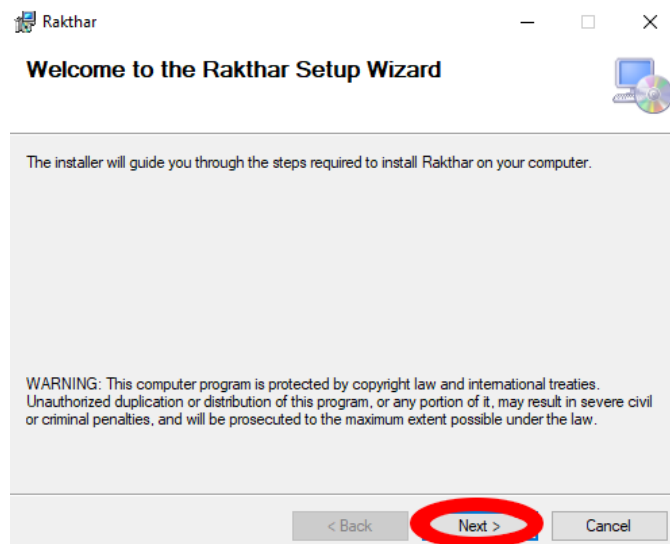 Rakthar
Welcome to the Rakthar Setup Wizard
The installer will guide you through the steps required to install Rakthar on your computer.
WARNING: This computer program is protected by copyright law and international treaties.
Unauthorized duplication or distribution of this program, or any portion of it, may result in severe civil
or criminal penalties, and will be prosecuted to the maximum extent possible under the law.
< Back
Next >
Cancel